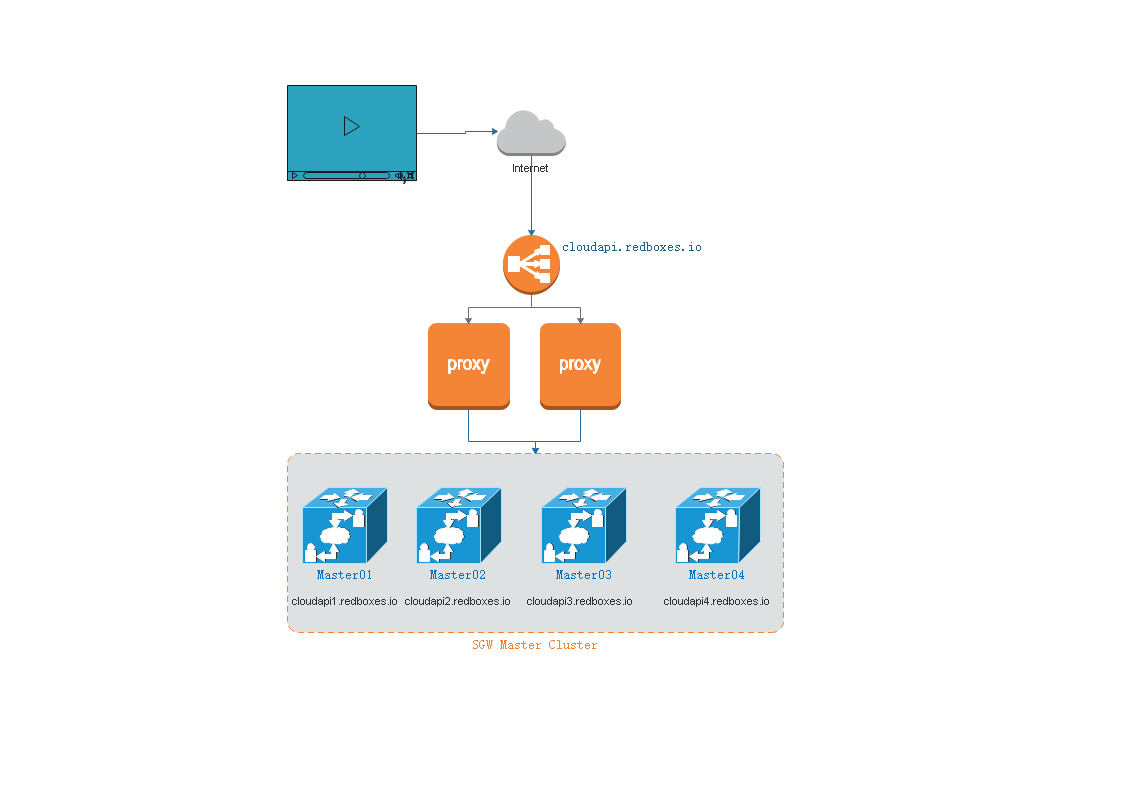 Internet
cloudapi.redboxes.io
proxy proxy
Master01 Master02 Master03 Master04
cloudapi1.redboxes.io cloudapi2.redboxes.io cloudapi3.redboxes.io cloudapi4.redboxes.io
SGW Master Cluster